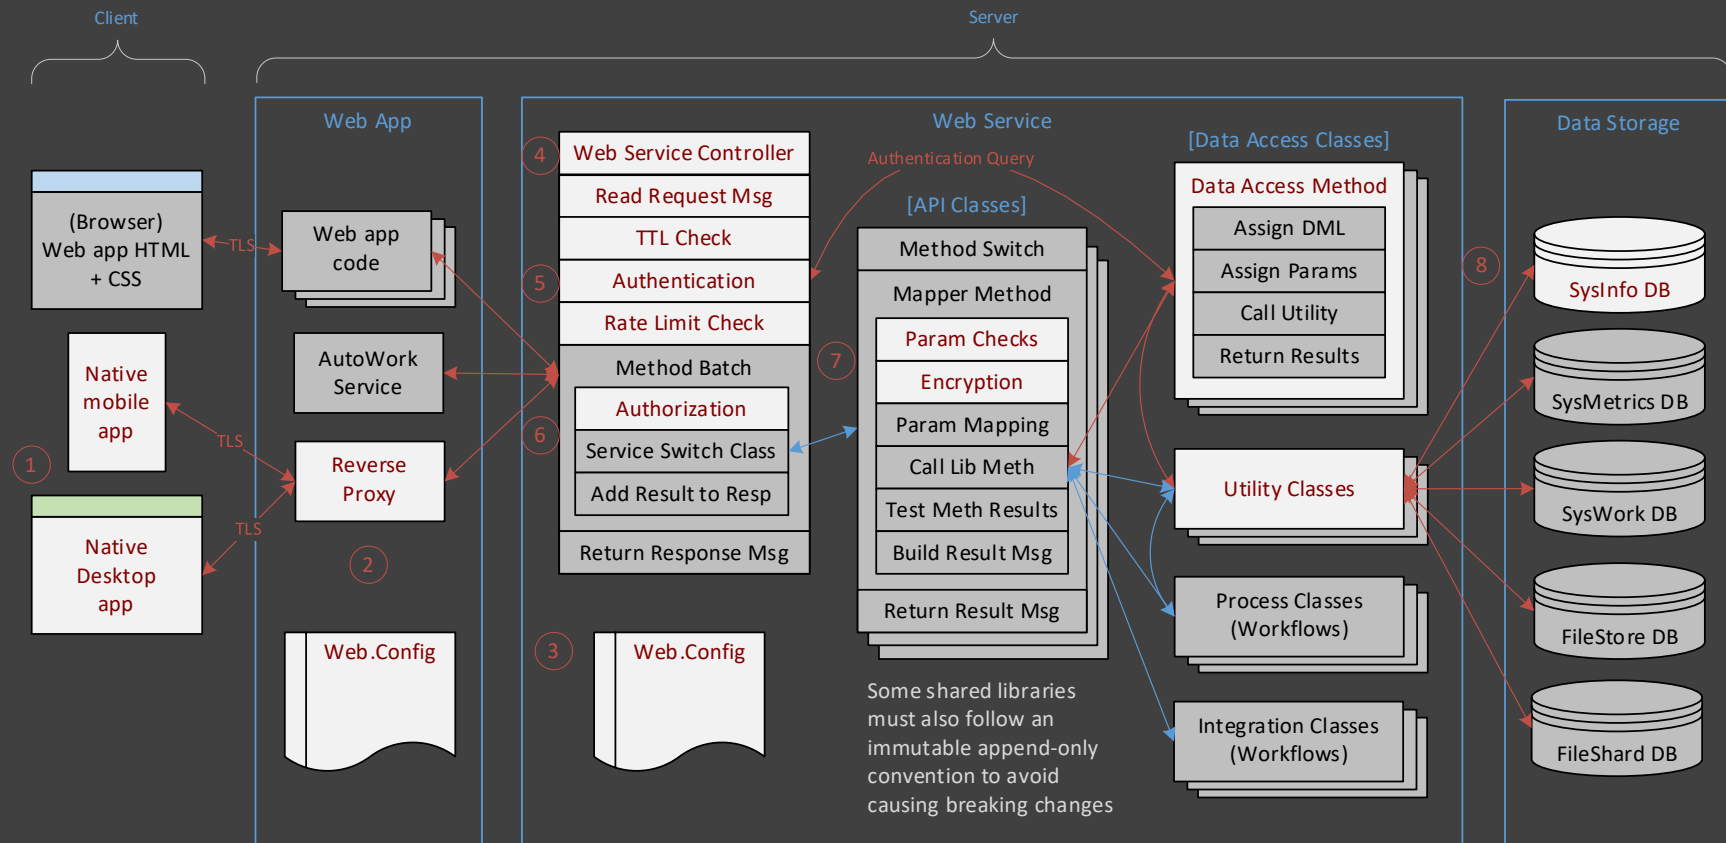 Client
Server
Web App
Web Service
Data Storage
[Data Access Classes]
[API Classes]
Authentication Query
(Browser)
Web app HTML
+ CSS
TLS
Native
mobile
app
TLS
1
Native
Desktop
app
TLS
Web app
code
AutoWork
Service
Reverse
Proxy
2
Web.Config
3
Web.Config
4
Web Service Controller
Read Request Msg
TTL Check
5
Authentication
Rate Limit Check
Method Batch
6
Authorization
Service Switch Class
Add Result to Resp
Return Response Msg
Method Switch
Mapper Method
7
Param Checks
Encryption
Param Mapping
Call Lib Meth
Test Meth Results
Build Result Msg
Return Result Msg
Some shared libraries
must also follow an
immutable append-only
convention to avoid
causing breaking changes
Data Access Method
Assign DML
Assign Params
Call Utility
Return Results
Utility Classes
Process Classes
(Workflows)
Integration Classes
(Workflows)
8
SysInfo DB
SysMetrics DB
SysWork DB
FileStore DB
FileShard DB